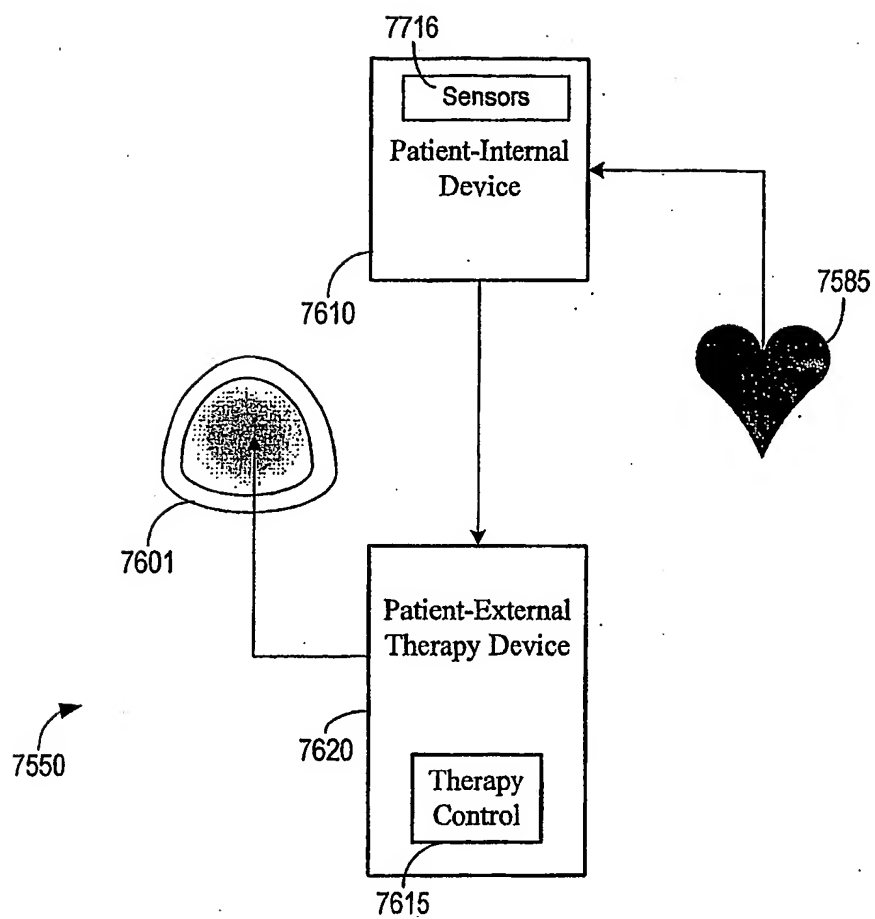 7716
Sensors
Patient-Internal
Device
7610
7585
7601
Patient-External
Therapy Device
7550
7620
Therapy
Control
7615